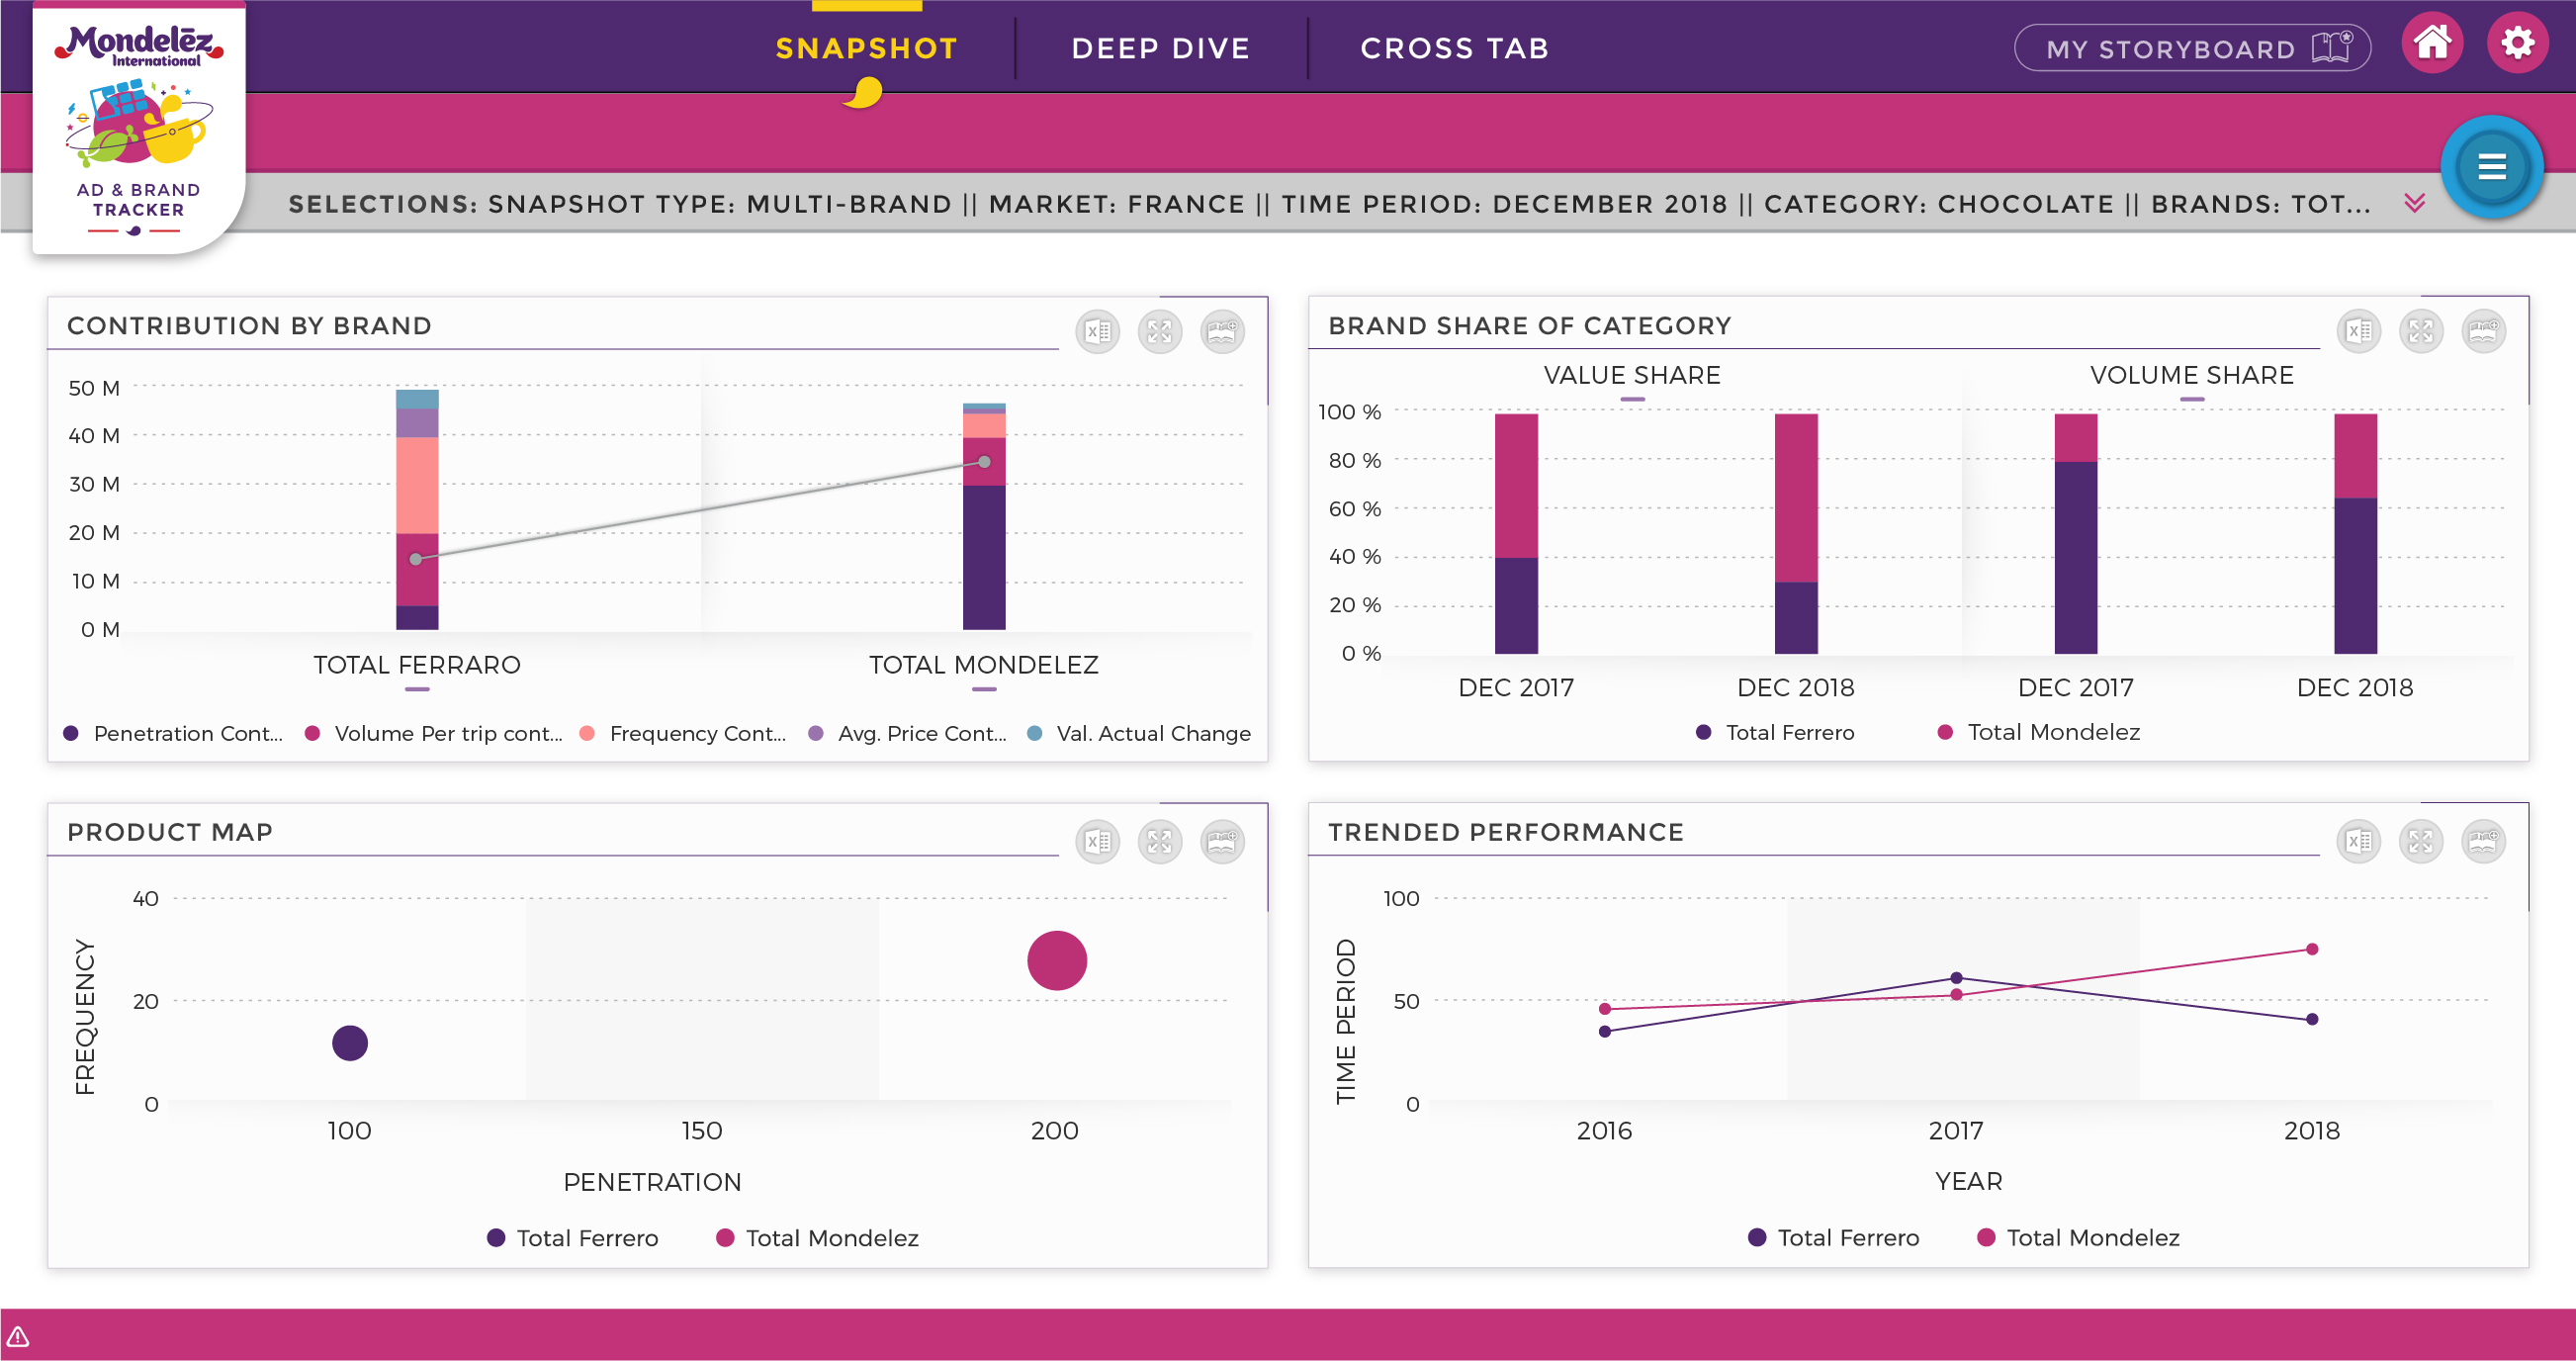 Mondelēz
International
AD & BRAND
TRACKER
SNAPSHOT
DEEP DIVE
CROSS TAB
MY STORYBOARD
SELECTIONS: SNAPSHOT TYPE: MULTI-BRAND || MARKET: FRANCE || TIME PERIOD: DECEMBER 2018 || CATEGORY: CHOCOLATE || BRANDS: TOT...
CONTRIBUTION BY BRAND
50 M
40 M
30 M
20 M
10 M
0 M
TOTAL FERRARO
TOTAL MONDELEZ
Penetration Cont... Volume Per trip cont... Frequency Cont... Avg. Price Cont... Val. Actual Change
BRAND SHARE OF CATEGORY
VALUE SHARE
VOLUME SHARE
100 %
80 %
60 %
40 %
20 %
0 %
DEC 2017
DEC 2018
DEC 2017
DEC 2018
Total Ferrero Total Mondelez
PRODUCT MAP
FREQUENCY
40
20
0
100
150
200
PENETRATION
Total Ferrero Total Mondelez
TRENDED PERFORMANCE
TIME PERIOD
100
50
0
2016
2017
2018
YEAR
Total Ferrero Total Mondelez